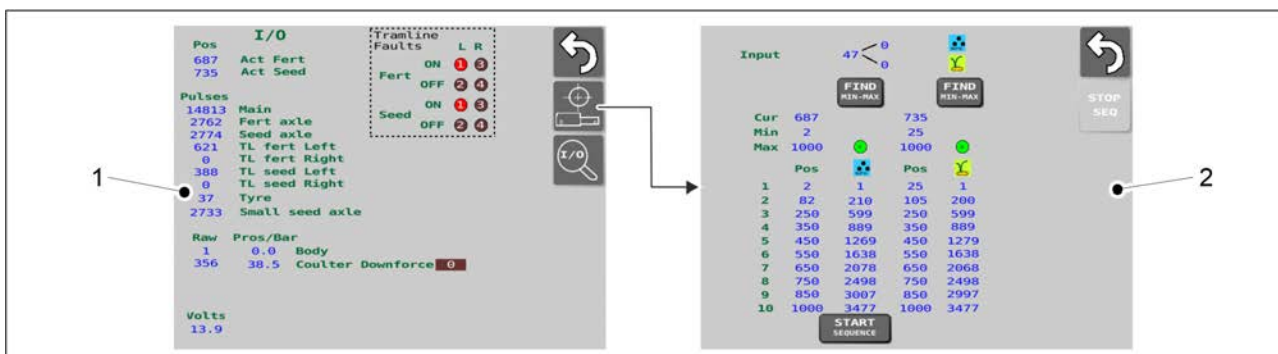 1
I/O
Pos
687 Act Fert
735 Act Seed
Tramline
Faults L R
Fert ON 1 3
OFF 2 4
Seed ON 1 3
OFF 2 4
Pulses
14813 Main
2762 Fert axle
2774 Seed axle
621 TL fert Left
0 TL fert Right
388 TL seed Left
0 TL seed Right
37 Tyre
2733 Small seed axle
Raw Pros/Bar
1 0.0 Body
356 38.5 Coulter Downforce 0
Volts
13.9
I/O
Input 47 0
0
FIND
MIN-MAX
FIND
MIN-MAX
STOP
SEQ
Cur 687 735
Min 2 25
Max 1000 1000
Pos Pos
1 2 1 25 1
2 82 210 105 200
3 250 599 250 599
4 350 889 350 889
5 450 1269 450 1279
6 550 1638 550 1638
7 650 2078 650 2068
8 750 2498 750 2498
9 850 3007 850 2997
10 1000 3477 1000 3477
START
SEQUENCE
2